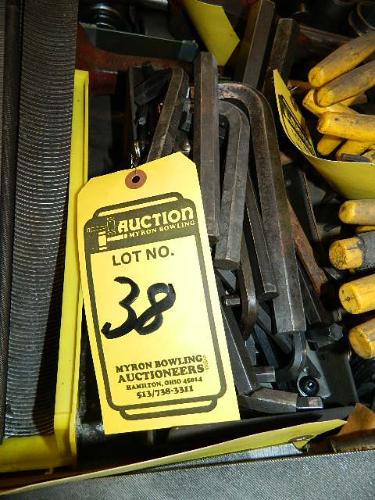 AUCTION
MYRON BOWLING
LOT NO.
38
MYRON BOWLING
AUCTIONEERS
HAMILTON, OHIO 45014
513/738-3311